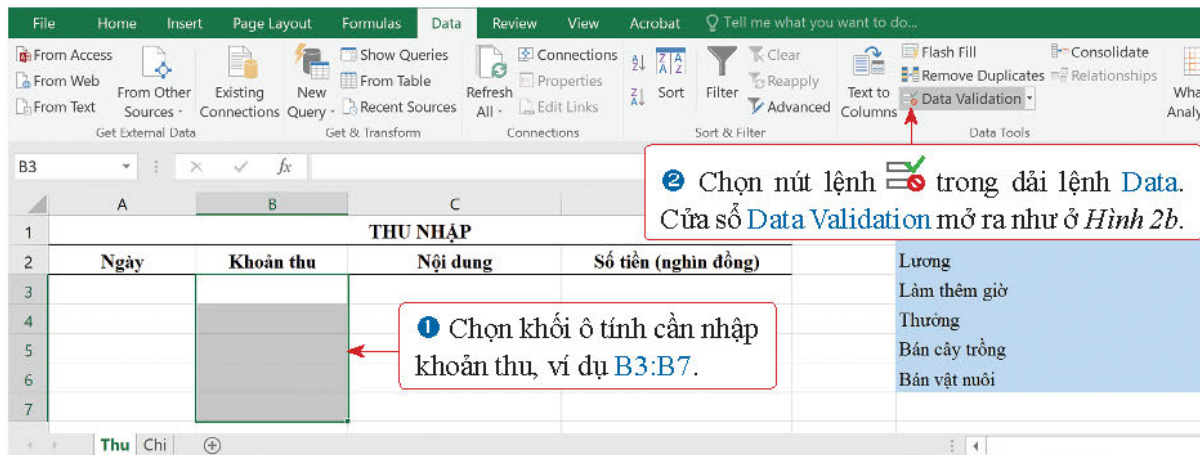 File Home Insert Page Layout Formulas Data Review View Acrobat Tell me what you want to do...
From Access
From Web
From Text
From Other Sources
Get External Data
Existing Connections
New Query
Show Queries
From Table
Recent Sources
Get & Transform
Refresh All
Connections
Properties
Edit Links
Connections
Sort
Filter
Clear
Reapply
Advanced
Sort & Filter
Text to Columns
Flash Fill
Remove Duplicates
Data Validation
Consolidate
Relationships
Data Tools
B3
fx
❷ Chọn nút lệnh trong dải lệnh Data.
Cửa sổ Data Validation mở ra như ở Hình 2b.
A B C
1 THU NHẬP
2 Ngày Khoản thu Nội dung Số tiền (nghìn đồng) Lương
3 Làm thêm giờ
4 Thưởng
5 Bán cây trồng
6 Bán vật nuôi
7
❶ Chọn khối ô tính cần nhập
khoản thu, ví dụ B3:B7.
Thu Chi